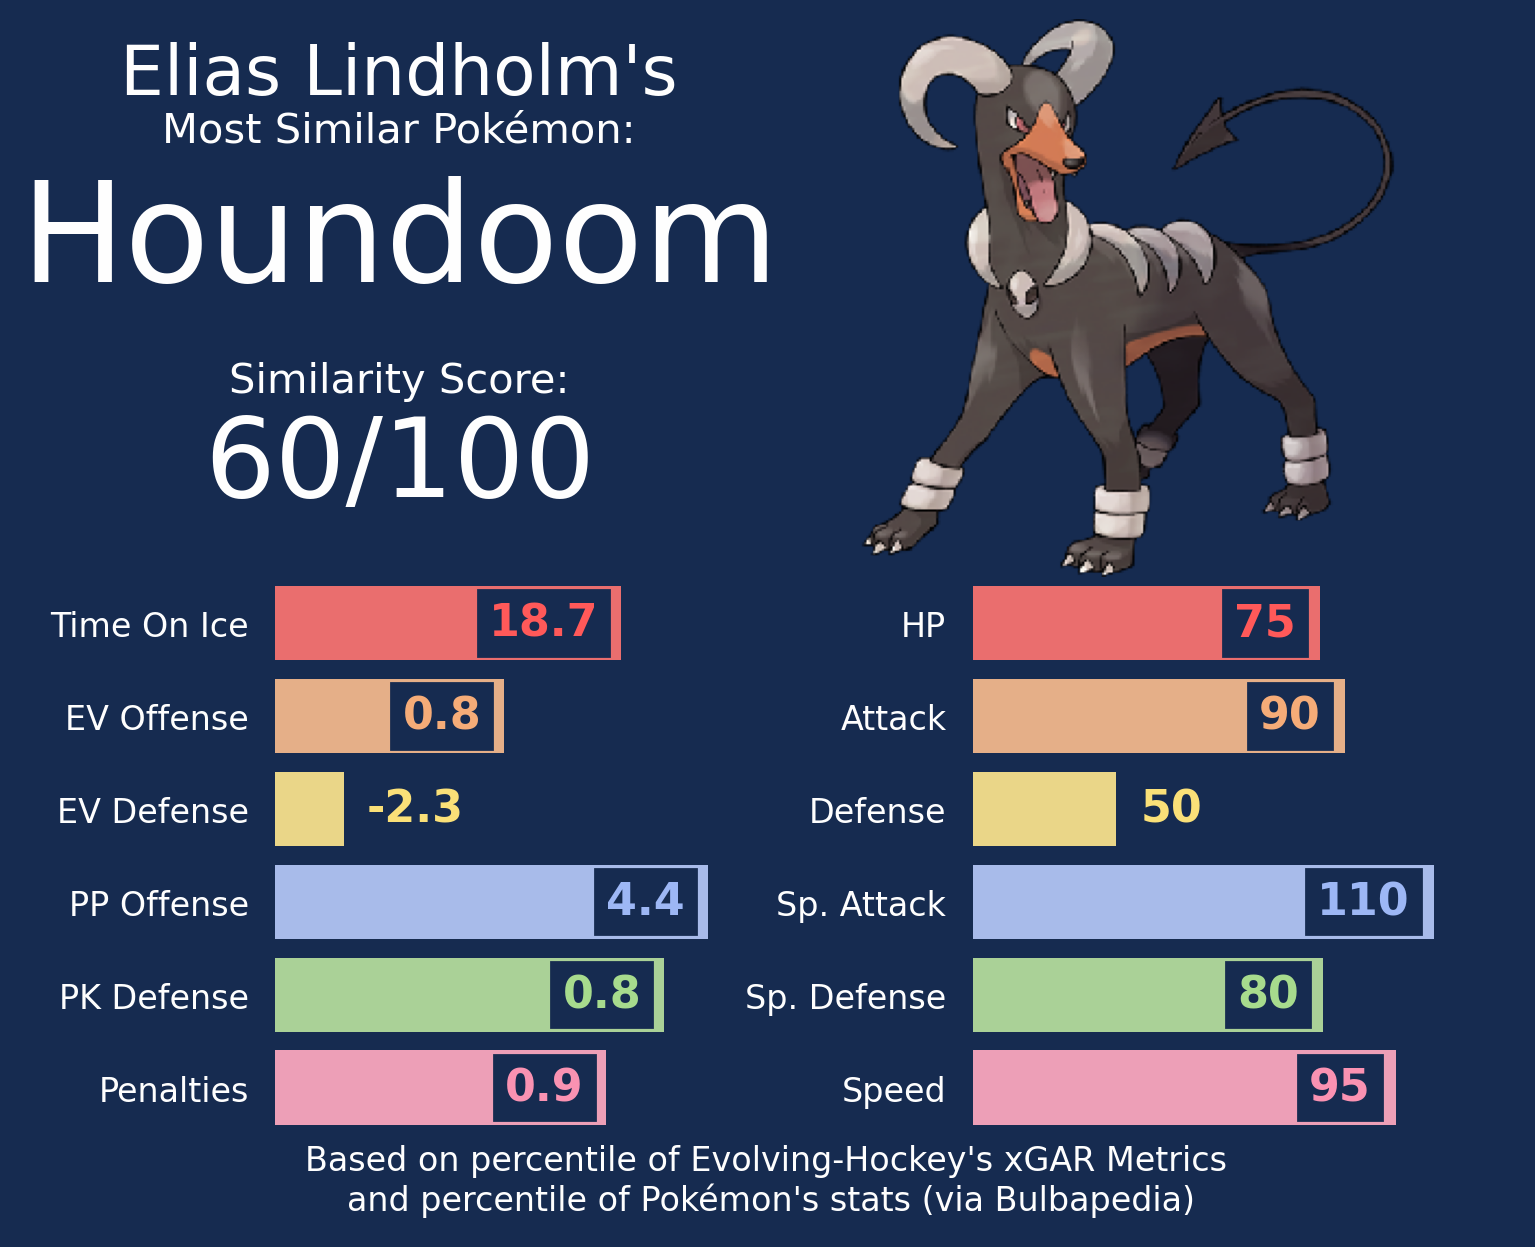 Elias Lindholm's
Most Similar Pokémon:
Houndoom
Similarity Score:
60/100
Time On Ice 18.7
EV Offense 0.8
EV Defense -2.3
PP Offense 4.4
PK Defense 0.8
Penalties 0.9
HP 75
Attack 90
Defense 50
Sp. Attack 110
Sp. Defense 80
Speed 95
Based on percentile of Evolving-Hockey's xGAR Metrics
and percentile of Pokémon's stats (via Bulbapedia)